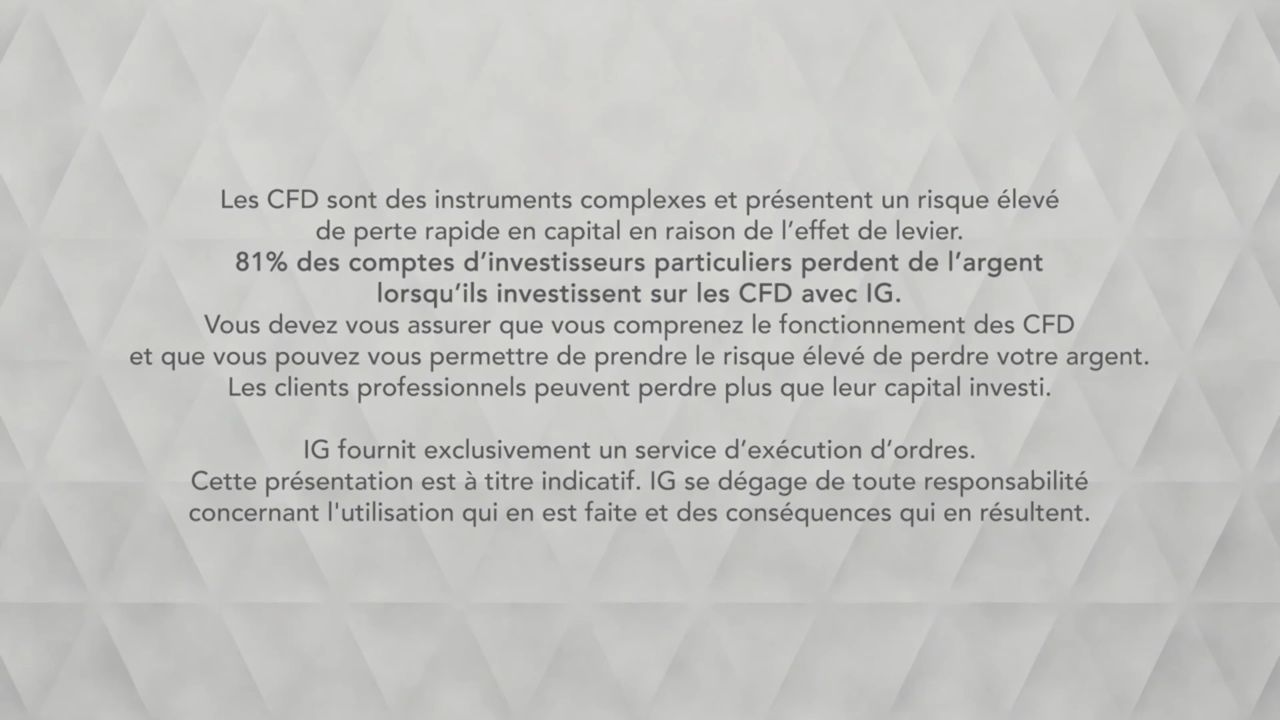 Les CFD sont des instruments complexes et présentent un risque élevé
de perte rapide en capital en raison de l’effet de levier.
81% des comptes d’investisseurs particuliers perdent de l’argent
lorsqu’ils investissent sur les CFD avec IG.
Vous devez vous assurer que vous comprenez le fonctionnement des CFD
et que vous pouvez vous permettre de prendre le risque élevé de perdre votre argent.
Les clients professionnels peuvent perdre plus que leur capital investi.
IG fournit exclusivement un service d’exécution d’ordres.
Cette présentation est à titre indicatif. IG se dégage de toute responsabilité
concernant l'utilisation qui en est faite et des conséquences qui en résultent.